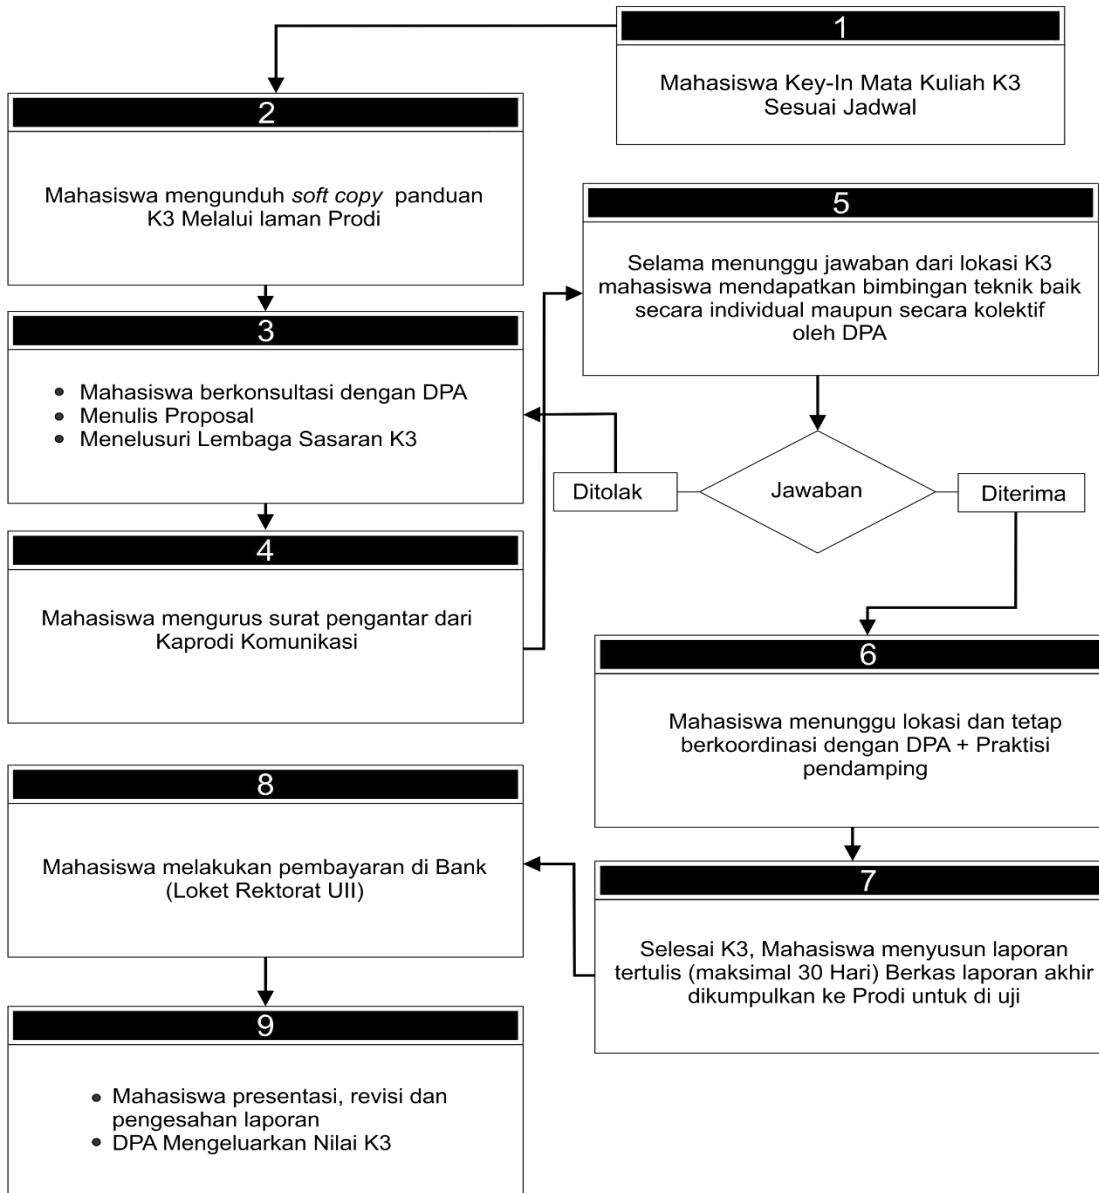 1
Mahasiswa Key-In Mata Kuliah K3
Sesuai Jadwal
2
Mahasiswa mengunduh soft copy panduan
K3 Melalui laman Prodi
3
Mahasiswa berkonsultasi dengan DPA
Menulis Proposal
Menelusuri Lembaga Sasaran K3
4
Mahasiswa mengurus surat pengantar dari
Kaprodi Komunikasi
5
Selama menunggu jawaban dari lokasi K3
mahasiswa mendapatkan bimbingan teknik baik
secara individual maupun secara kolektif
oleh DPA
Jawaban
Ditolak
Diterima
6
Mahasiswa menunggu lokasi dan tetap
berkoordinasi dengan DPA + Praktisi
pendamping
7
Selesai K3, Mahasiswa menyusun laporan
tertulis (maksimal 30 Hari) Berkas laporan akhir
dikumpulkan ke Prodi untuk di uji
8
Mahasiswa melakukan pembayaran di Bank
(Loket Rektorat UII)
9
Mahasiswa presentasi, revisi dan
pengesahan laporan
DPA Mengeluarkan Nilai K3